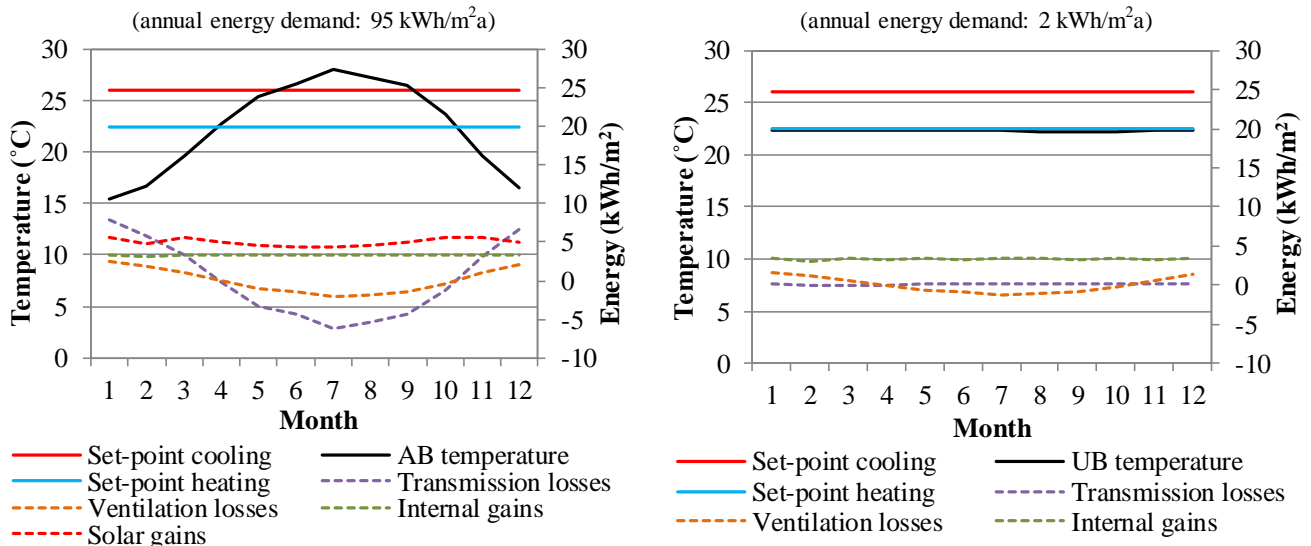 (annual energy demand: 95 kWh/m²a)
30
25
20
15
10
5
0
Temperature (˚C)
30
25
20
15
10
5
0
-5
-10
Energy (kWh/m²)
1 2 3 4 5 6 7 8 9 10 11 12
Month
Set-point cooling
AB temperature
Set-point heating
Transmission losses
Ventilation losses
Internal gains
Solar gains
(annual energy demand: 2 kWh/m²a)
30
25
20
15
10
5
0
Temperature (˚C)
30
25
20
15
10
5
0
-5
-10
Energy (kWh/m²)
1 2 3 4 5 6 7 8 9 10 11 12
Month
Set-point cooling
UB temperature
Set-point heating
Transmission losses
Ventilation losses
Internal gains